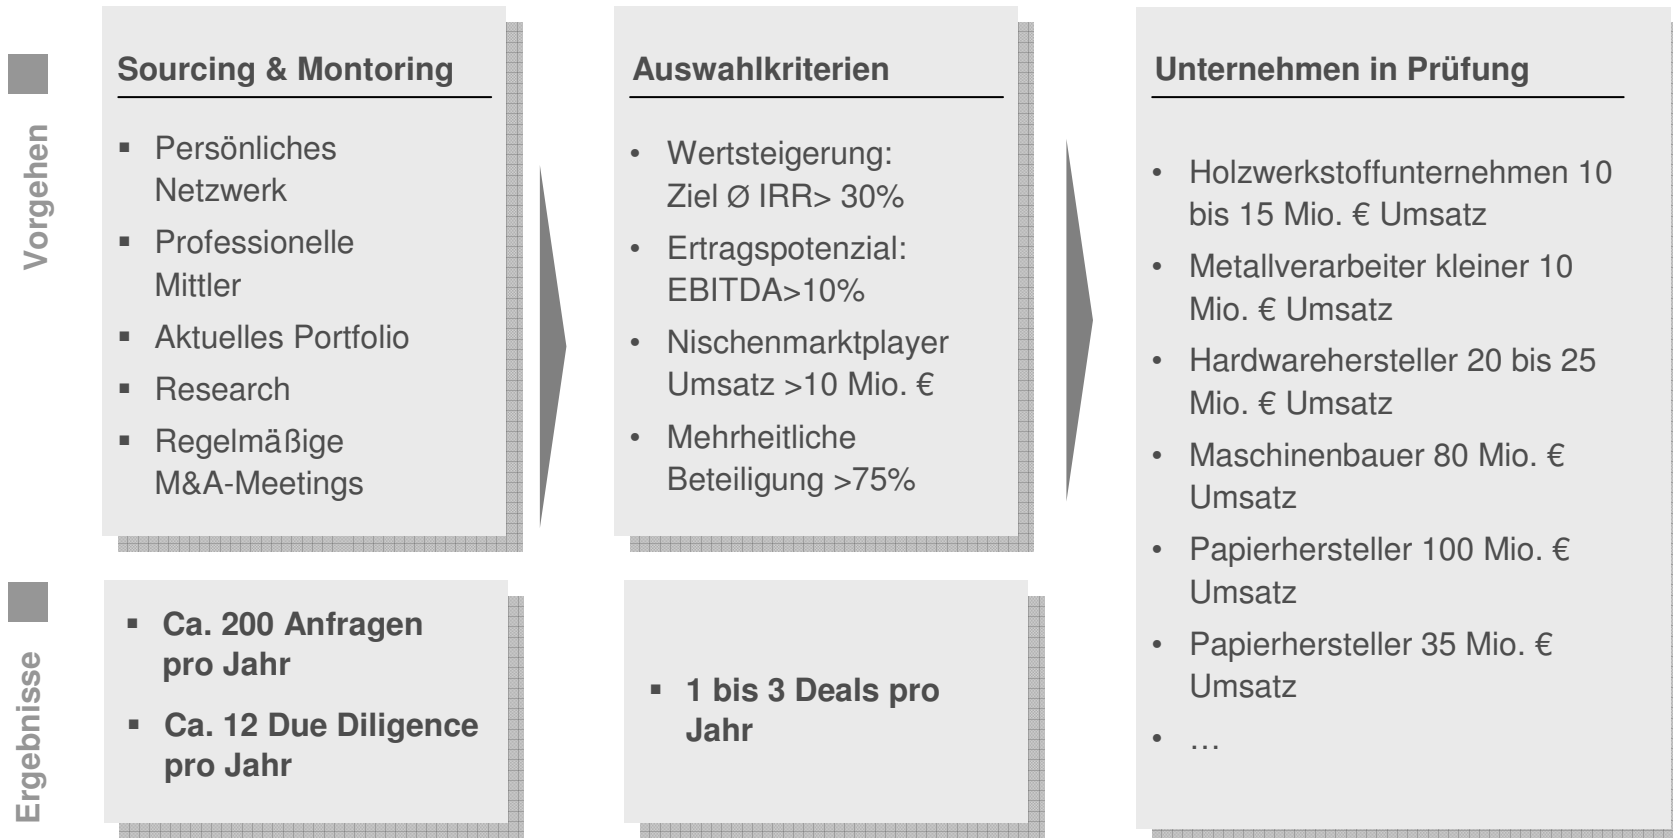 Vorgehen
Sourcing & Montoring
▪ Persönliches
Netzwerk
▪ Professionelle
Mittler
▪ Aktuelles Portfolio
▪ Research
▪ Regelmäßige
M&A-Meetings
Auswahlkriterien
• Wertsteigerung:
Ziel Ø IRR> 30%
• Ertragspotenzial:
EBITDA>10%
• Nischenmarktplayer
Umsatz >10 Mio. €
• Mehrheitliche
Beteiligung >75%
Unternehmen in Prüfung
• Holzwerkstoffunternehmen 10
bis 15 Mio. € Umsatz
• Metallverarbeiter kleiner 10
Mio. € Umsatz
• Hardwarehersteller 20 bis 25
Mio. € Umsatz
• Maschinenbauer 80 Mio. €
Umsatz
• Papierhersteller 100 Mio. €
Umsatz
• Papierhersteller 35 Mio. €
Umsatz
• …
Ergebnisse
▪ Ca. 200 Anfragen
pro Jahr
▪ Ca. 12 Due Diligence
pro Jahr
▪ 1 bis 3 Deals pro
Jahr